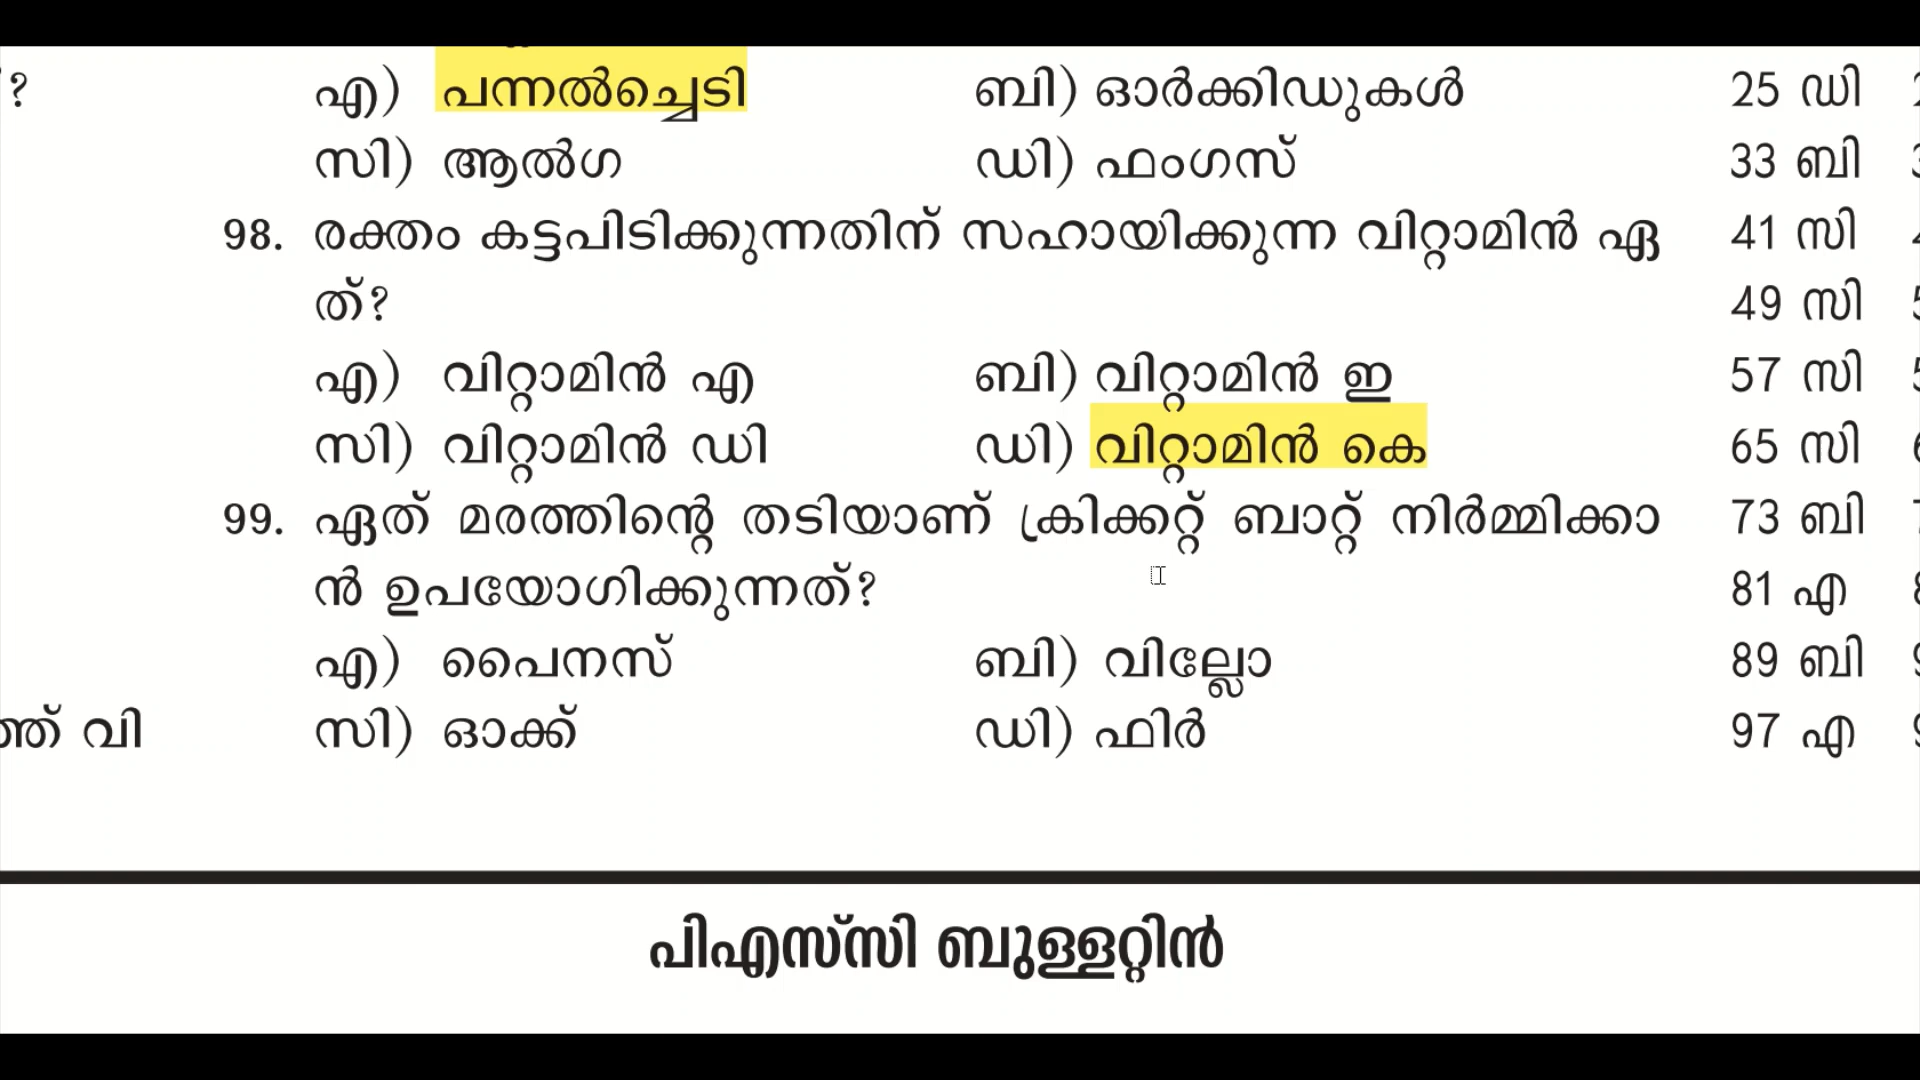 ?
എ) പന്നൽച്ചെടി ബി) ഓർക്കിഡുകൾ
സി) ആൽഗ ഡി) ഫംഗസ്
98. രക്തം കട്ടപിടിക്കുന്നതിന് സഹായിക്കുന്ന വിറ്റാമിൻ ഏ
ത്?
എ) വിറ്റാമിൻ എ ബി) വിറ്റാമിൻ ഇ
സി) വിറ്റാമിൻ ഡി ഡി) വിറ്റാമിൻ കെ
99. ഏത് മരത്തിന്റെ തടിയാണ് ക്രിക്കറ്റ് ബാറ്റ് നിർമ്മിക്കാ
ൻ ഉപയോഗിക്കുന്നത്?
എ) പൈനസ് ബി) വില്ലോ
സി) ഓക്ക് ഡി) ഫിർ
ത്ത് വി
25 ഡി
33 ബി
41 സി
49 സി
57 സി
65 സി
73 ബി
81 എ
89 ബി
97 എ
പിഎസ്സി ബുള്ളറ്റിൻ